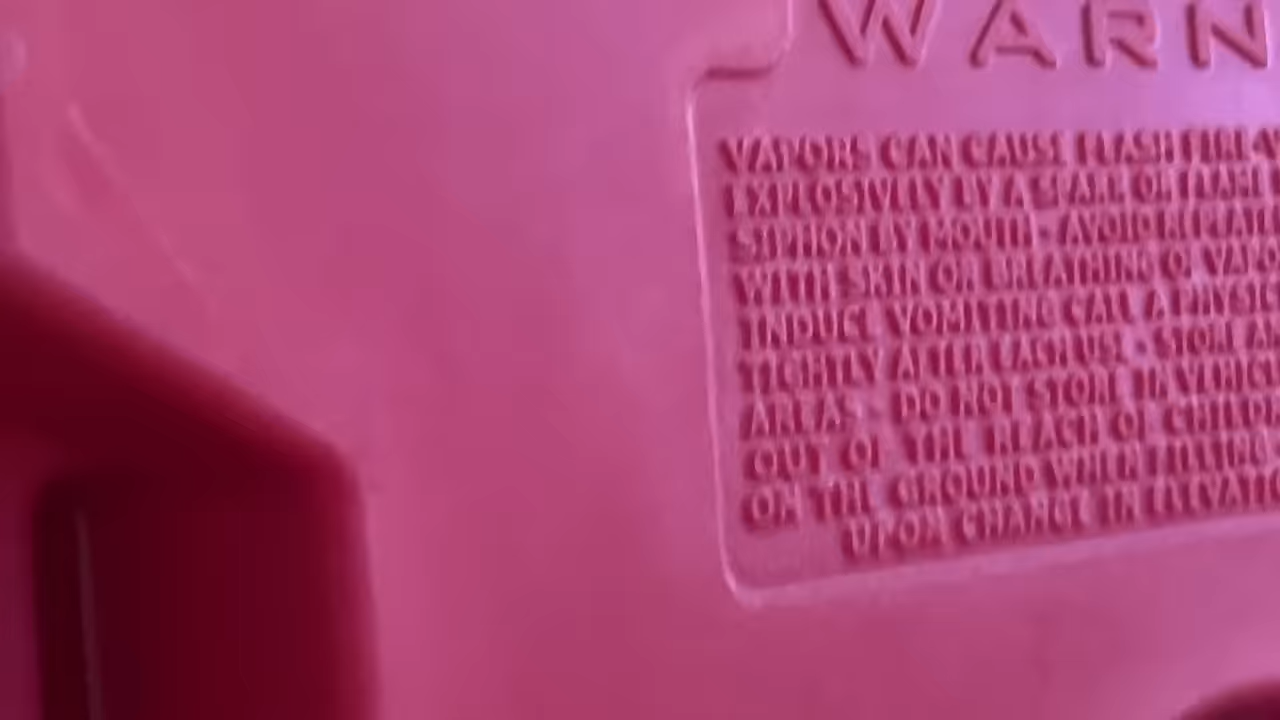 WARN
VAPORS CAN CAUSE FLASH FIRE
EXPLOSIVELY BY A SPARK OR FLAME
SIPHON BY MOUTH - AVOID REPEATE
WITH SKIN OR BREATHING OF VAPO
INDUCE VOMITING CALL A PHYSIC
TIGHTLY AFTER EACH USE • STORE
AREAS - DO NOT STORE IN VEHICL
OUT OF THE REACH OF CHILDR
ON THE GROUND WHEN FILLING
UPON CHANGE IN ELEVATIO